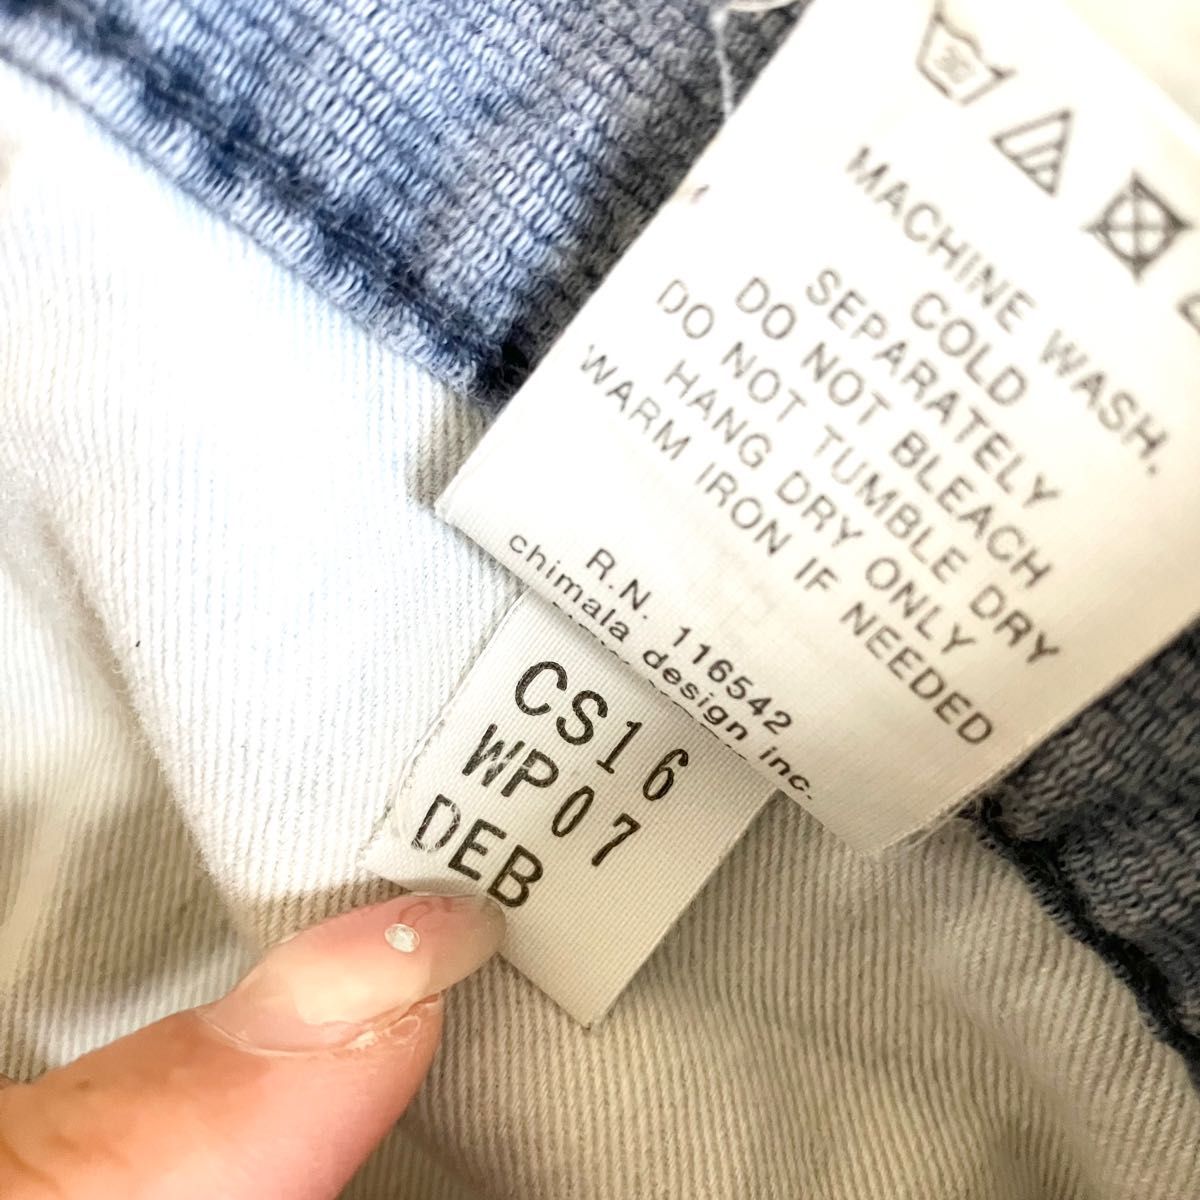 MACHINE WASH,
COLD
SEPARATELY
DO NOT BLEACH
DO NOT TUMBLE DRY
HANG DRY ONLY
WARM IRON IF NEEDED
R.N. 116542
chimala design inc.
CS16
WP07
DEB